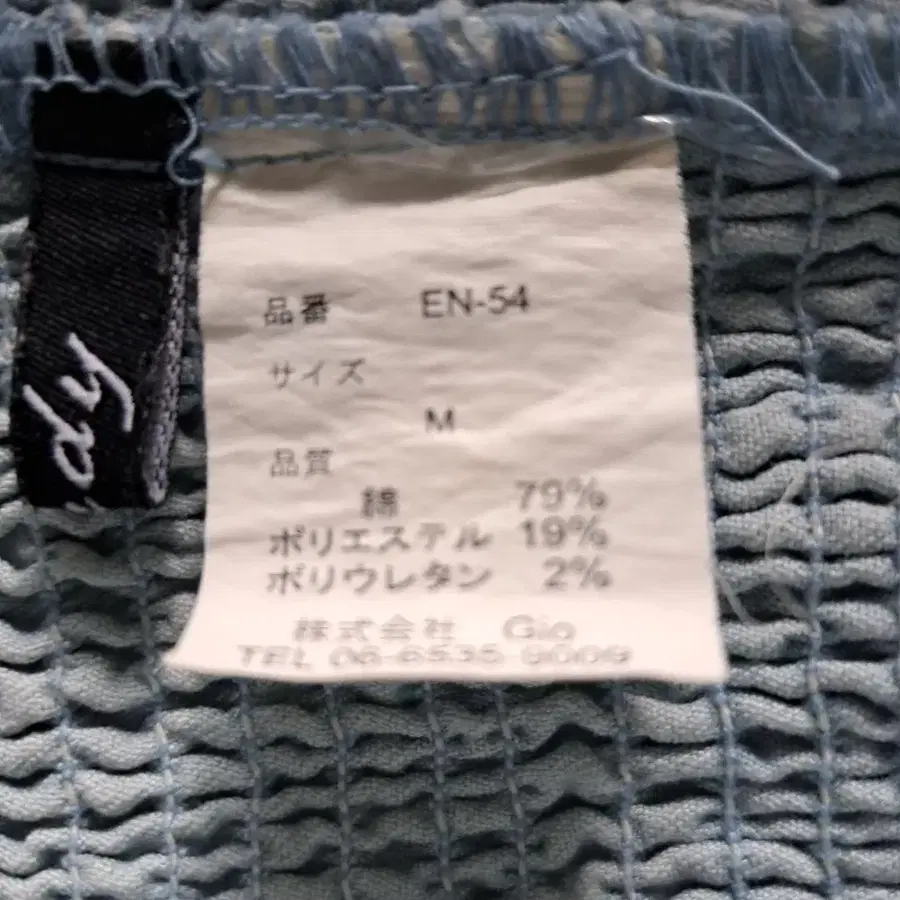 品番 EN-54
サイズ
M
品質
綿 79%
ポリエステル 19%
ポリウレタン 2%
株式会社 Gio
TEL 06-6535-9009
dy